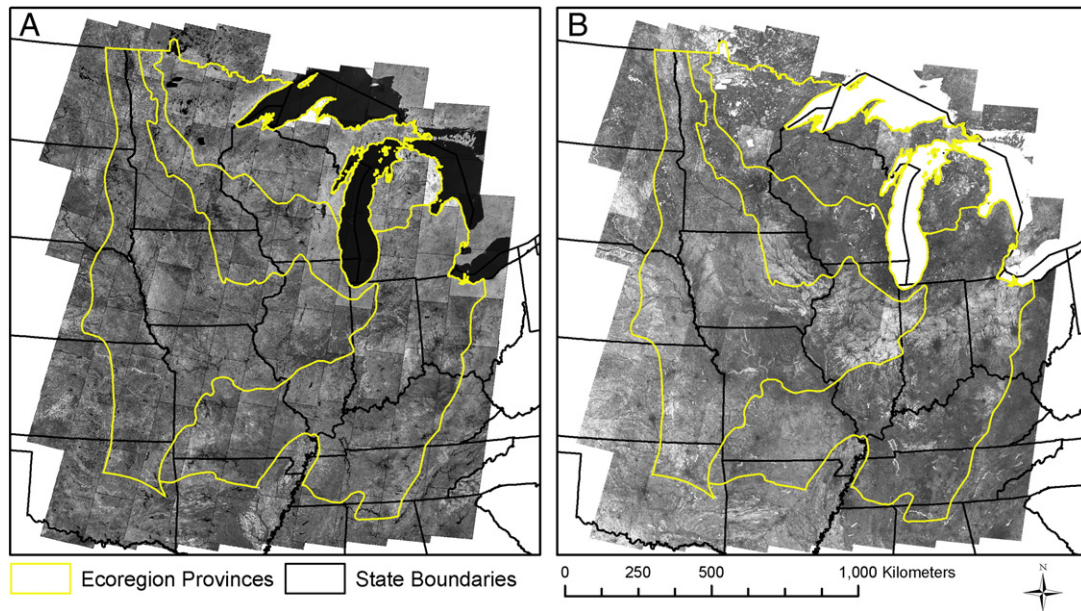 A
B
Ecoregion Provinces
State Boundaries
0 250 500 1,000 Kilometers
N